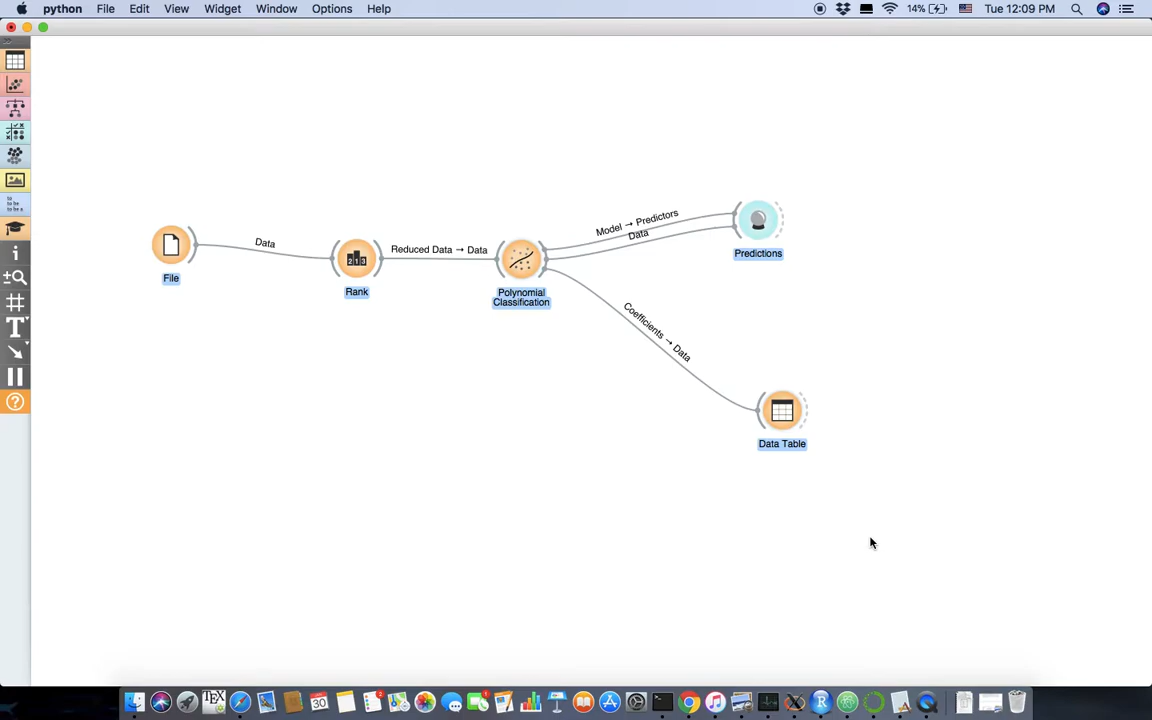 python File Edit View Widget Window Options Help
14%
Tue 12:09 PM
File
Data
Rank
Reduced Data → Data
Polynomial
Classification
Model → Predictors
Data
Predictions
Coefficients → Data
Data Table